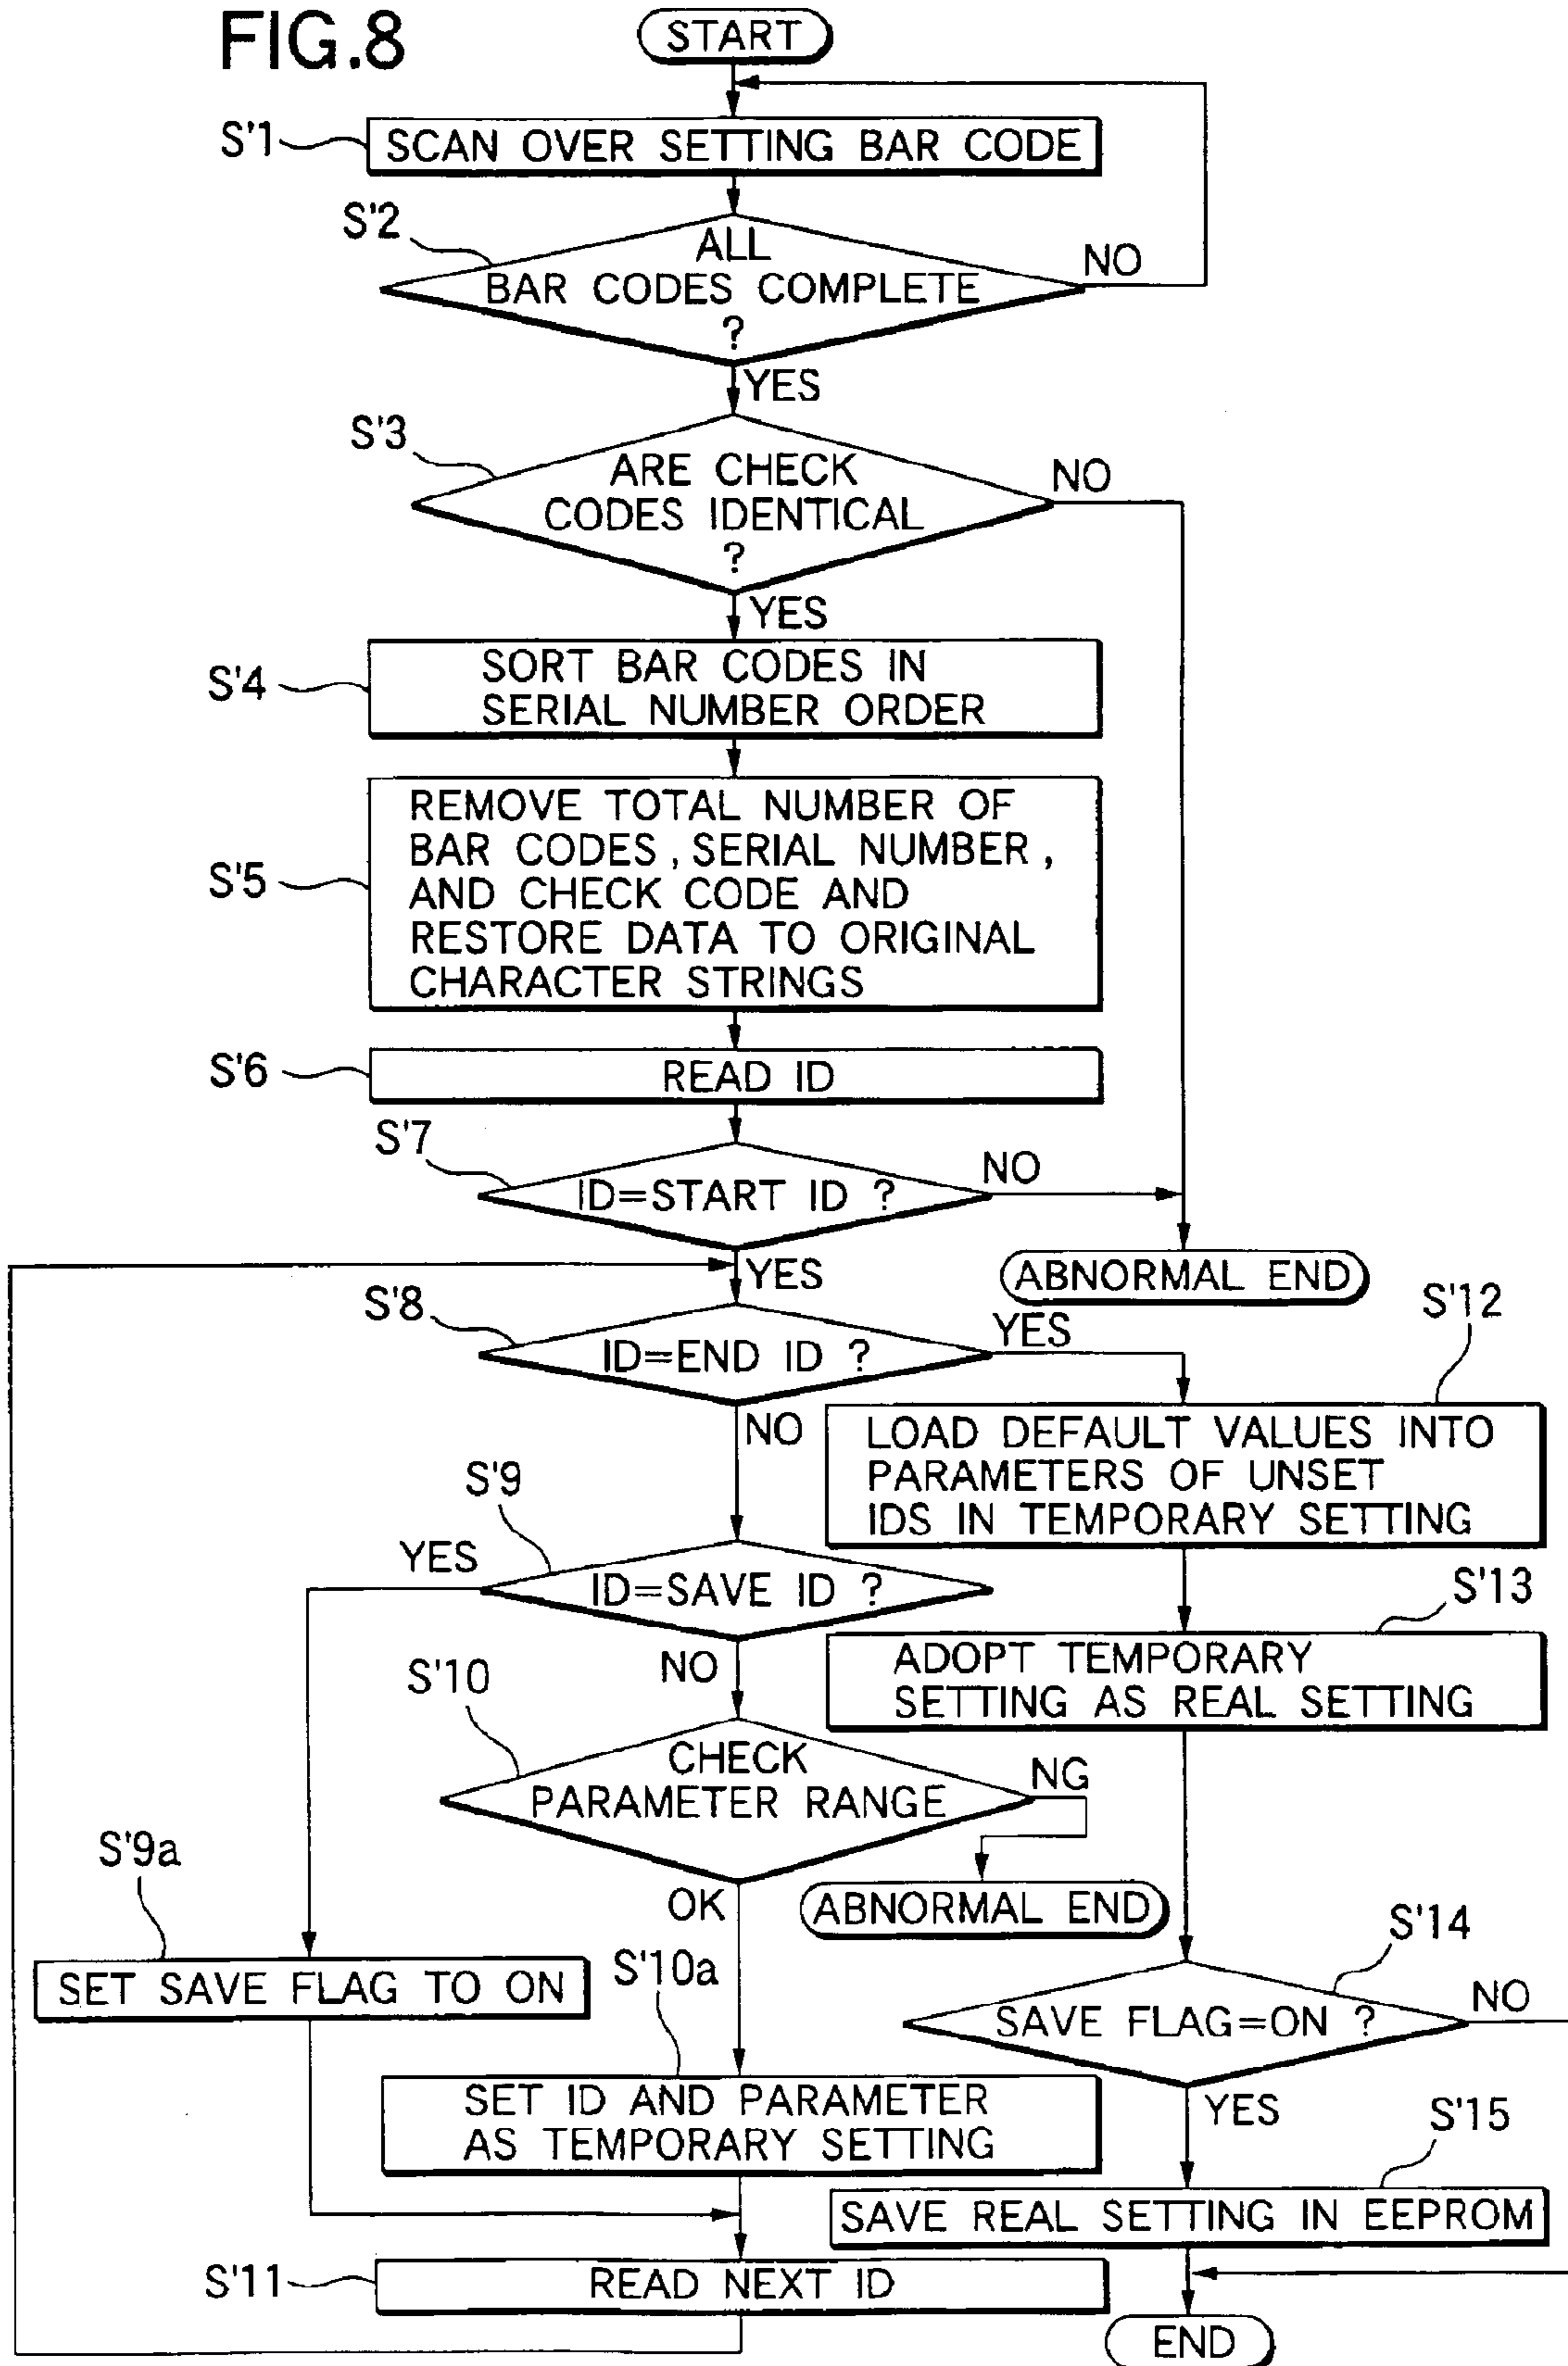 FIG.8
START
S'1
SCAN OVER SETTING BAR CODE
S'2
ALL
BAR CODES COMPLETE
?
NO
YES
S'3
ARE CHECK
CODES IDENTICAL
?
NO
YES
S'4
SORT BAR CODES IN
SERIAL NUMBER ORDER
S'5
REMOVE TOTAL NUMBER OF
BAR CODES, SERIAL NUMBER,
AND CHECK CODE AND
RESTORE DATA TO ORIGINAL
CHARACTER STRINGS
S'6
READ ID
S'7
ID=START ID ?
NO
YES
ABNORMAL END
S'8
ID=END ID ?
YES
NO
S'12
LOAD DEFAULT VALUES INTO
PARAMETERS OF UNSET
IDS IN TEMPORARY SETTING
S'9
YES
ID=SAVE ID ?
NO
S'13
ADOPT TEMPORARY
SETTING AS REAL SETTING
S'10
CHECK
PARAMETER RANGE
NG
ABNORMAL END
OK
S'9a
SET SAVE FLAG TO ON
S'10a
SET ID AND PARAMETER
AS TEMPORARY SETTING
S'14
SAVE FLAG=ON ?
NO
YES
S'15
SAVE REAL SETTING IN EEPROM
S'11
READ NEXT ID
END